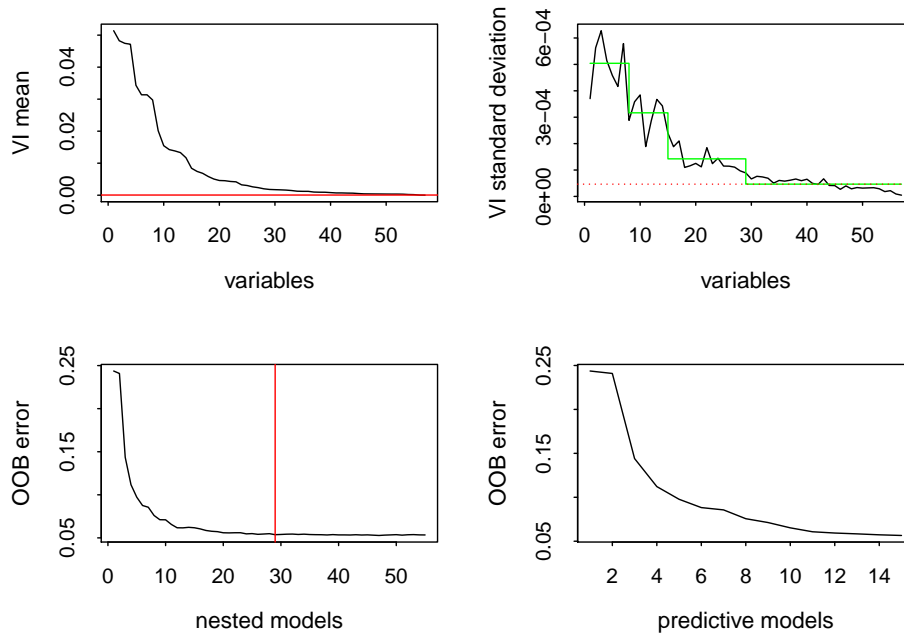 VI mean
0.00
0.02
0.04
0 10 20 30 40 50
variables
VI standard deviation
0e+00
3e−04
6e−04
0 10 20 30 40 50
variables
OOB error
0.05
0.15
0.25
0 10 20 30 40 50
nested models
OOB error
0.05
0.15
0.25
2 4 6 8 10 12 14
predictive models